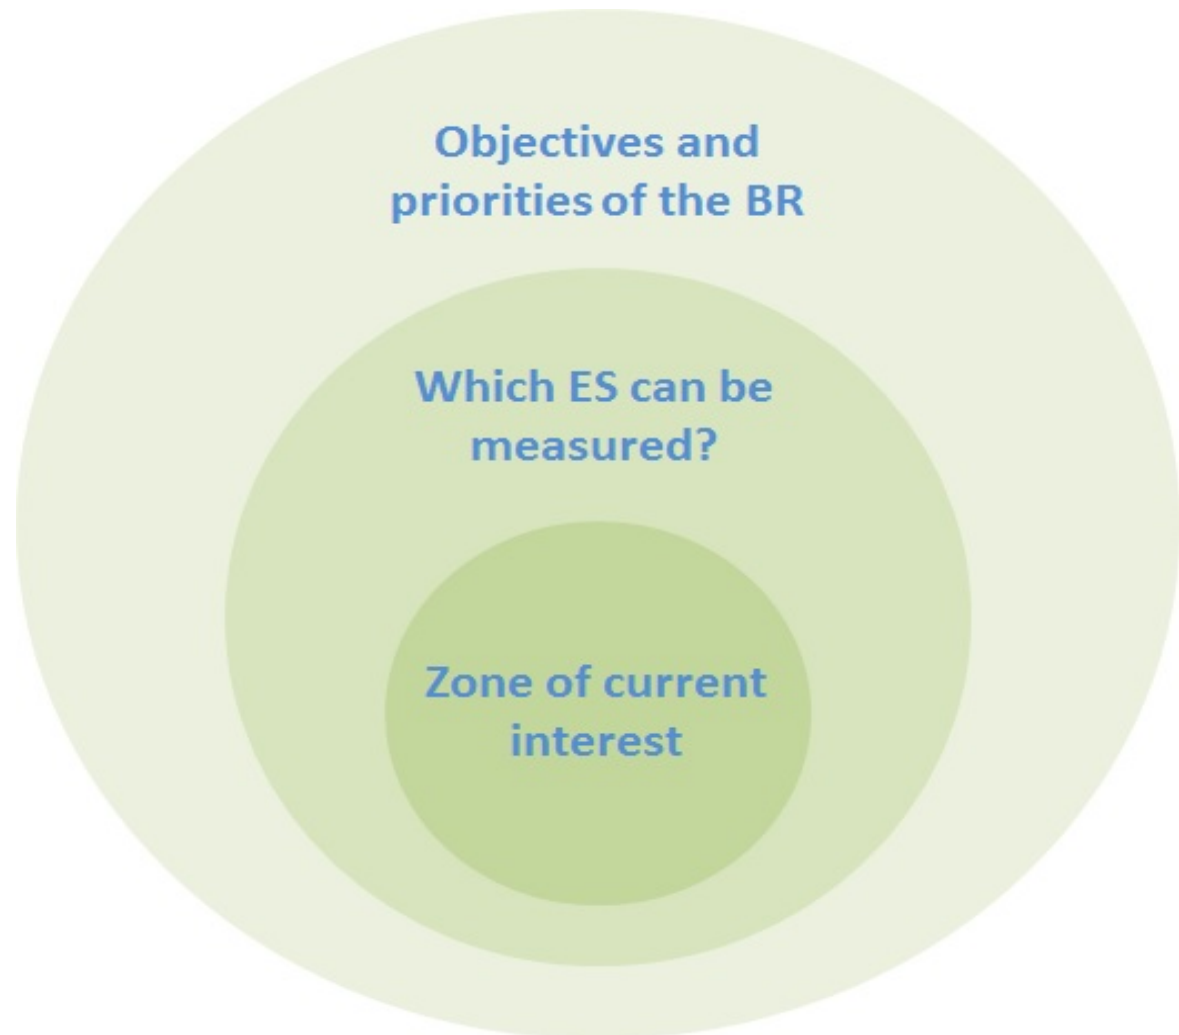 Objectives and
priorities of the BR
Which ES can be
measured?
Zone of current
interest